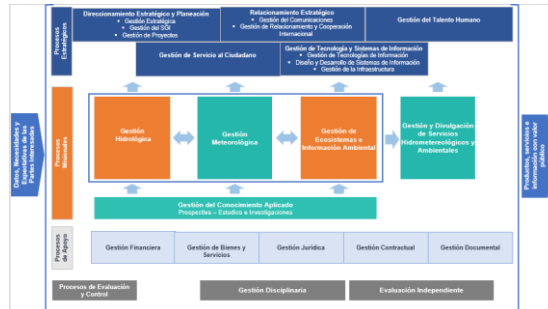 Procesos Estratégicos
Direccionamiento Estratégico y Planeación
• Gestión Estratégica
• Gestión del SGI
• Gestión de Proyectos
Relacionamiento Estratégico
• Gestión del Comunicaciones
• Gestión de Relacionamiento y Cooperación
Internacional
Gestión del Talento Humano
Gestión de Servicio al Ciudadano
Gestión de Tecnología y Sistemas de Información
• Gestión de Tecnologías de Información
• Diseño y Desarrollo de Sistemas de Información
• Gestión de la Infraestructura
Datos, Necesidades y
Expectativas de las
Partes Interesadas
Procesos Misionales
Gestión
Hidrológica
Gestión
Meteorológica
Gestión de
Ecosistemas e
Información Ambiental
Gestión y Divulgación
de Servicios
Hidrometereológicos y
Ambientales
Productos, servicios e
información con valor
público
Gestión del Conocimiento Aplicado
Prospectes – Estudios e Investigaciones
Procesos
de Apoyo
Gestión Financiera
Gestión de Bienes y
Servicios
Gestión Jurídica
Gestión Contractual
Gestión Documental
Procesos de Evaluación
y Control
Gestión Disciplinaria
Evaluación Independiente